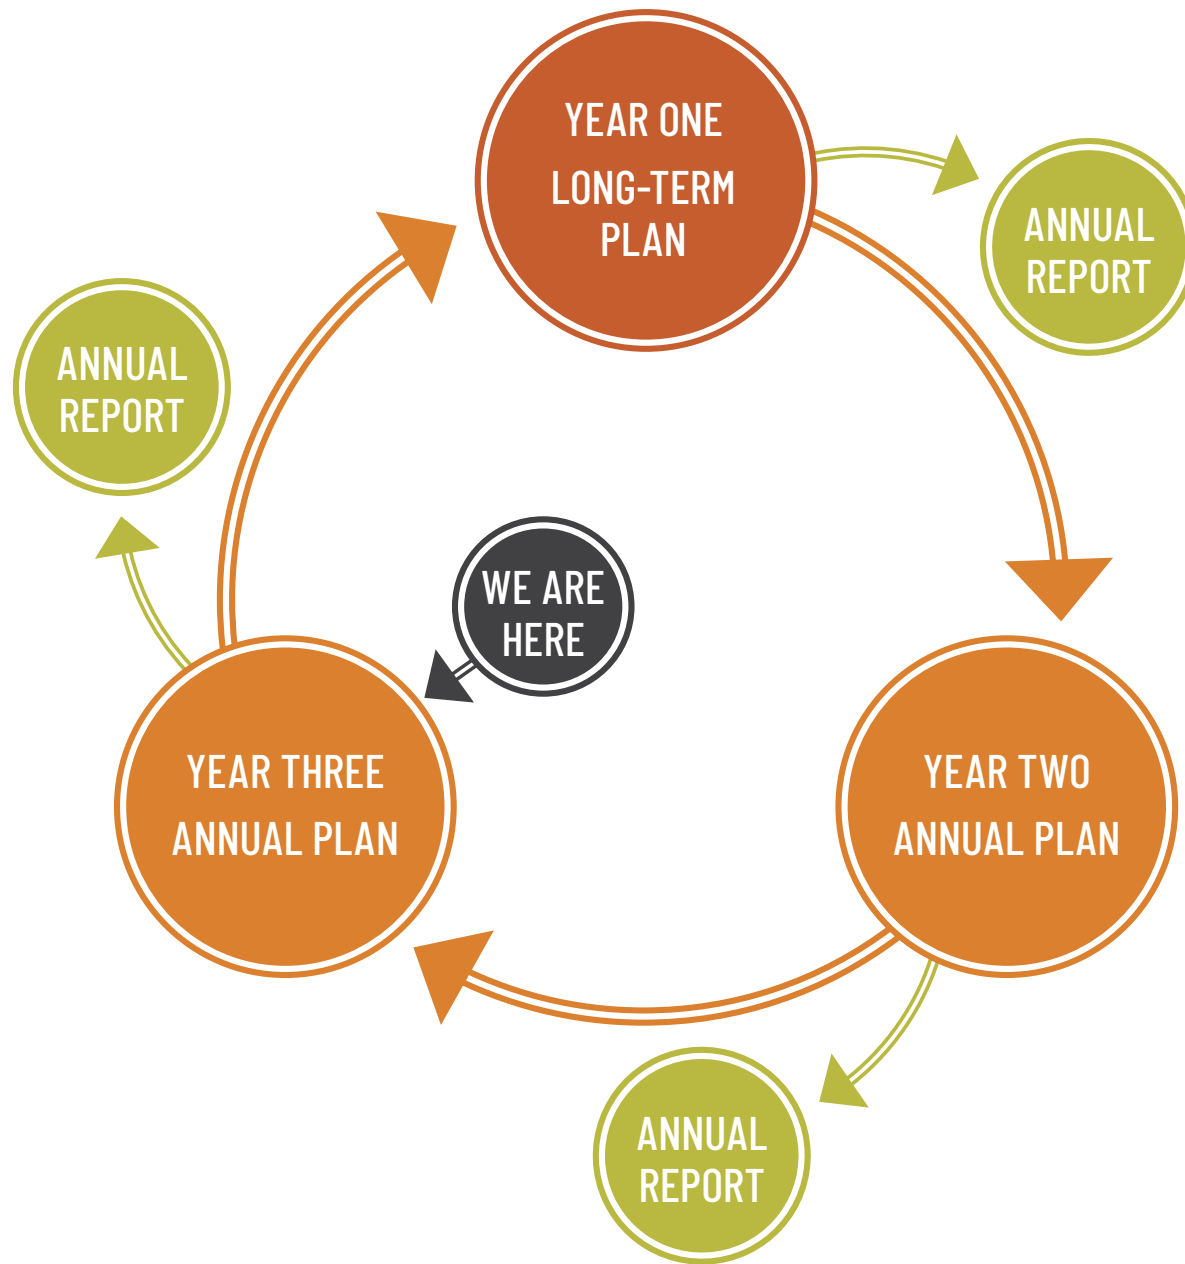 YEAR ONE
LONG-TERM
PLAN
ANNUAL
REPORT
ANNUAL
REPORT
WE ARE
HERE
YEAR THREE
ANNUAL PLAN
YEAR TWO
ANNUAL PLAN
ANNUAL
REPORT